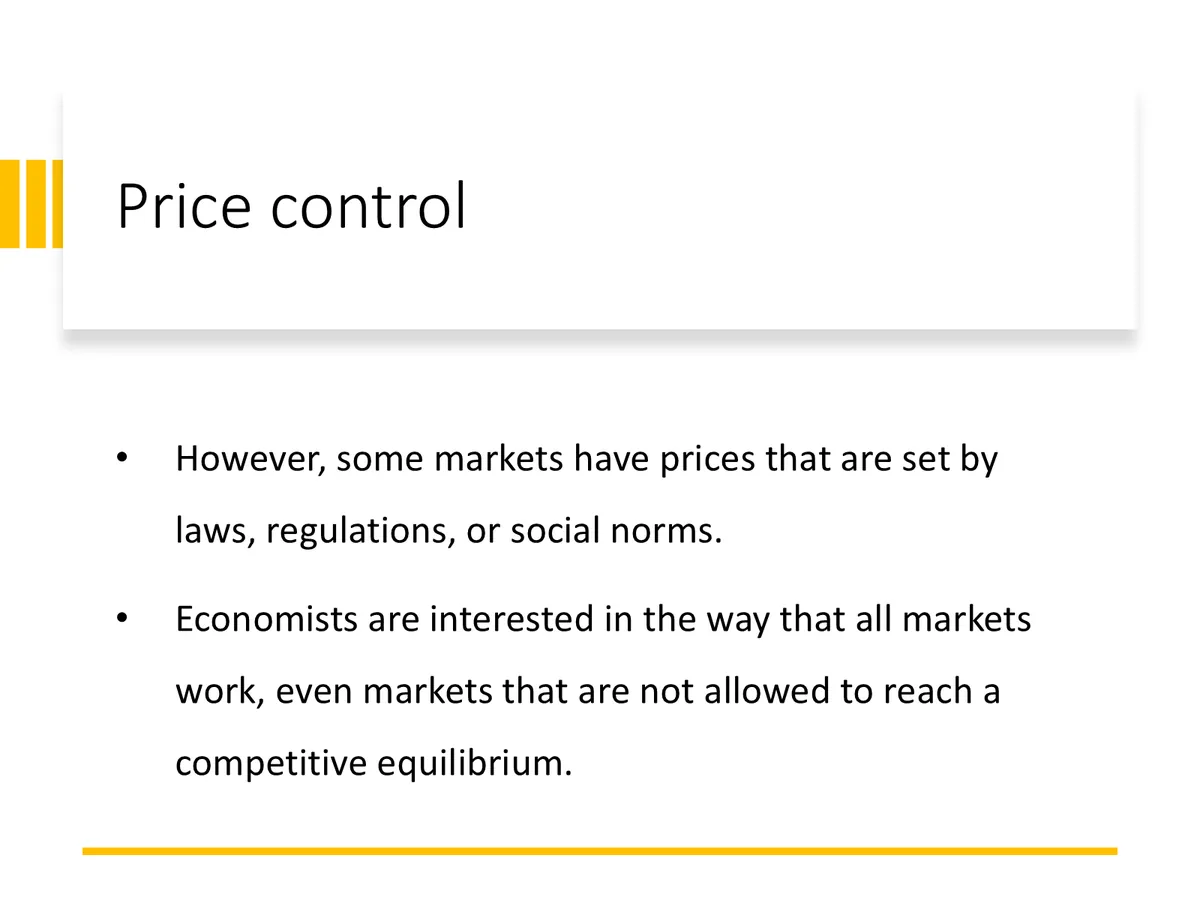 Price control
• However, some markets have prices that are set by
laws, regulations, or social norms.
• Economists are interested in the way that all markets
work, even markets that are not allowed to reach a
competitive equilibrium.